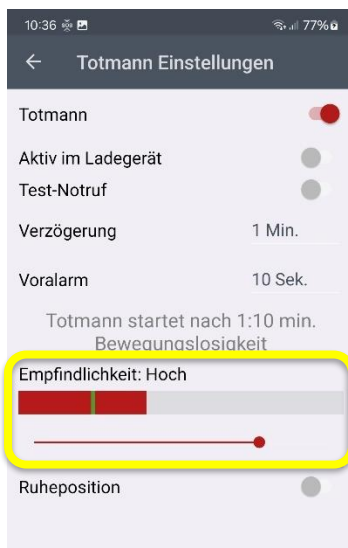 10:36
77%
Totmann Einstellungen
Totmann
Aktiv im Ladegerät
Test-Notruf
Verzögerung 1 Min.
Voralarm 10 Sek.
Totmann startet nach 1:10 min.
Bewegungslosigkeit
Empfindlichkeit: Hoch
Ruheposition